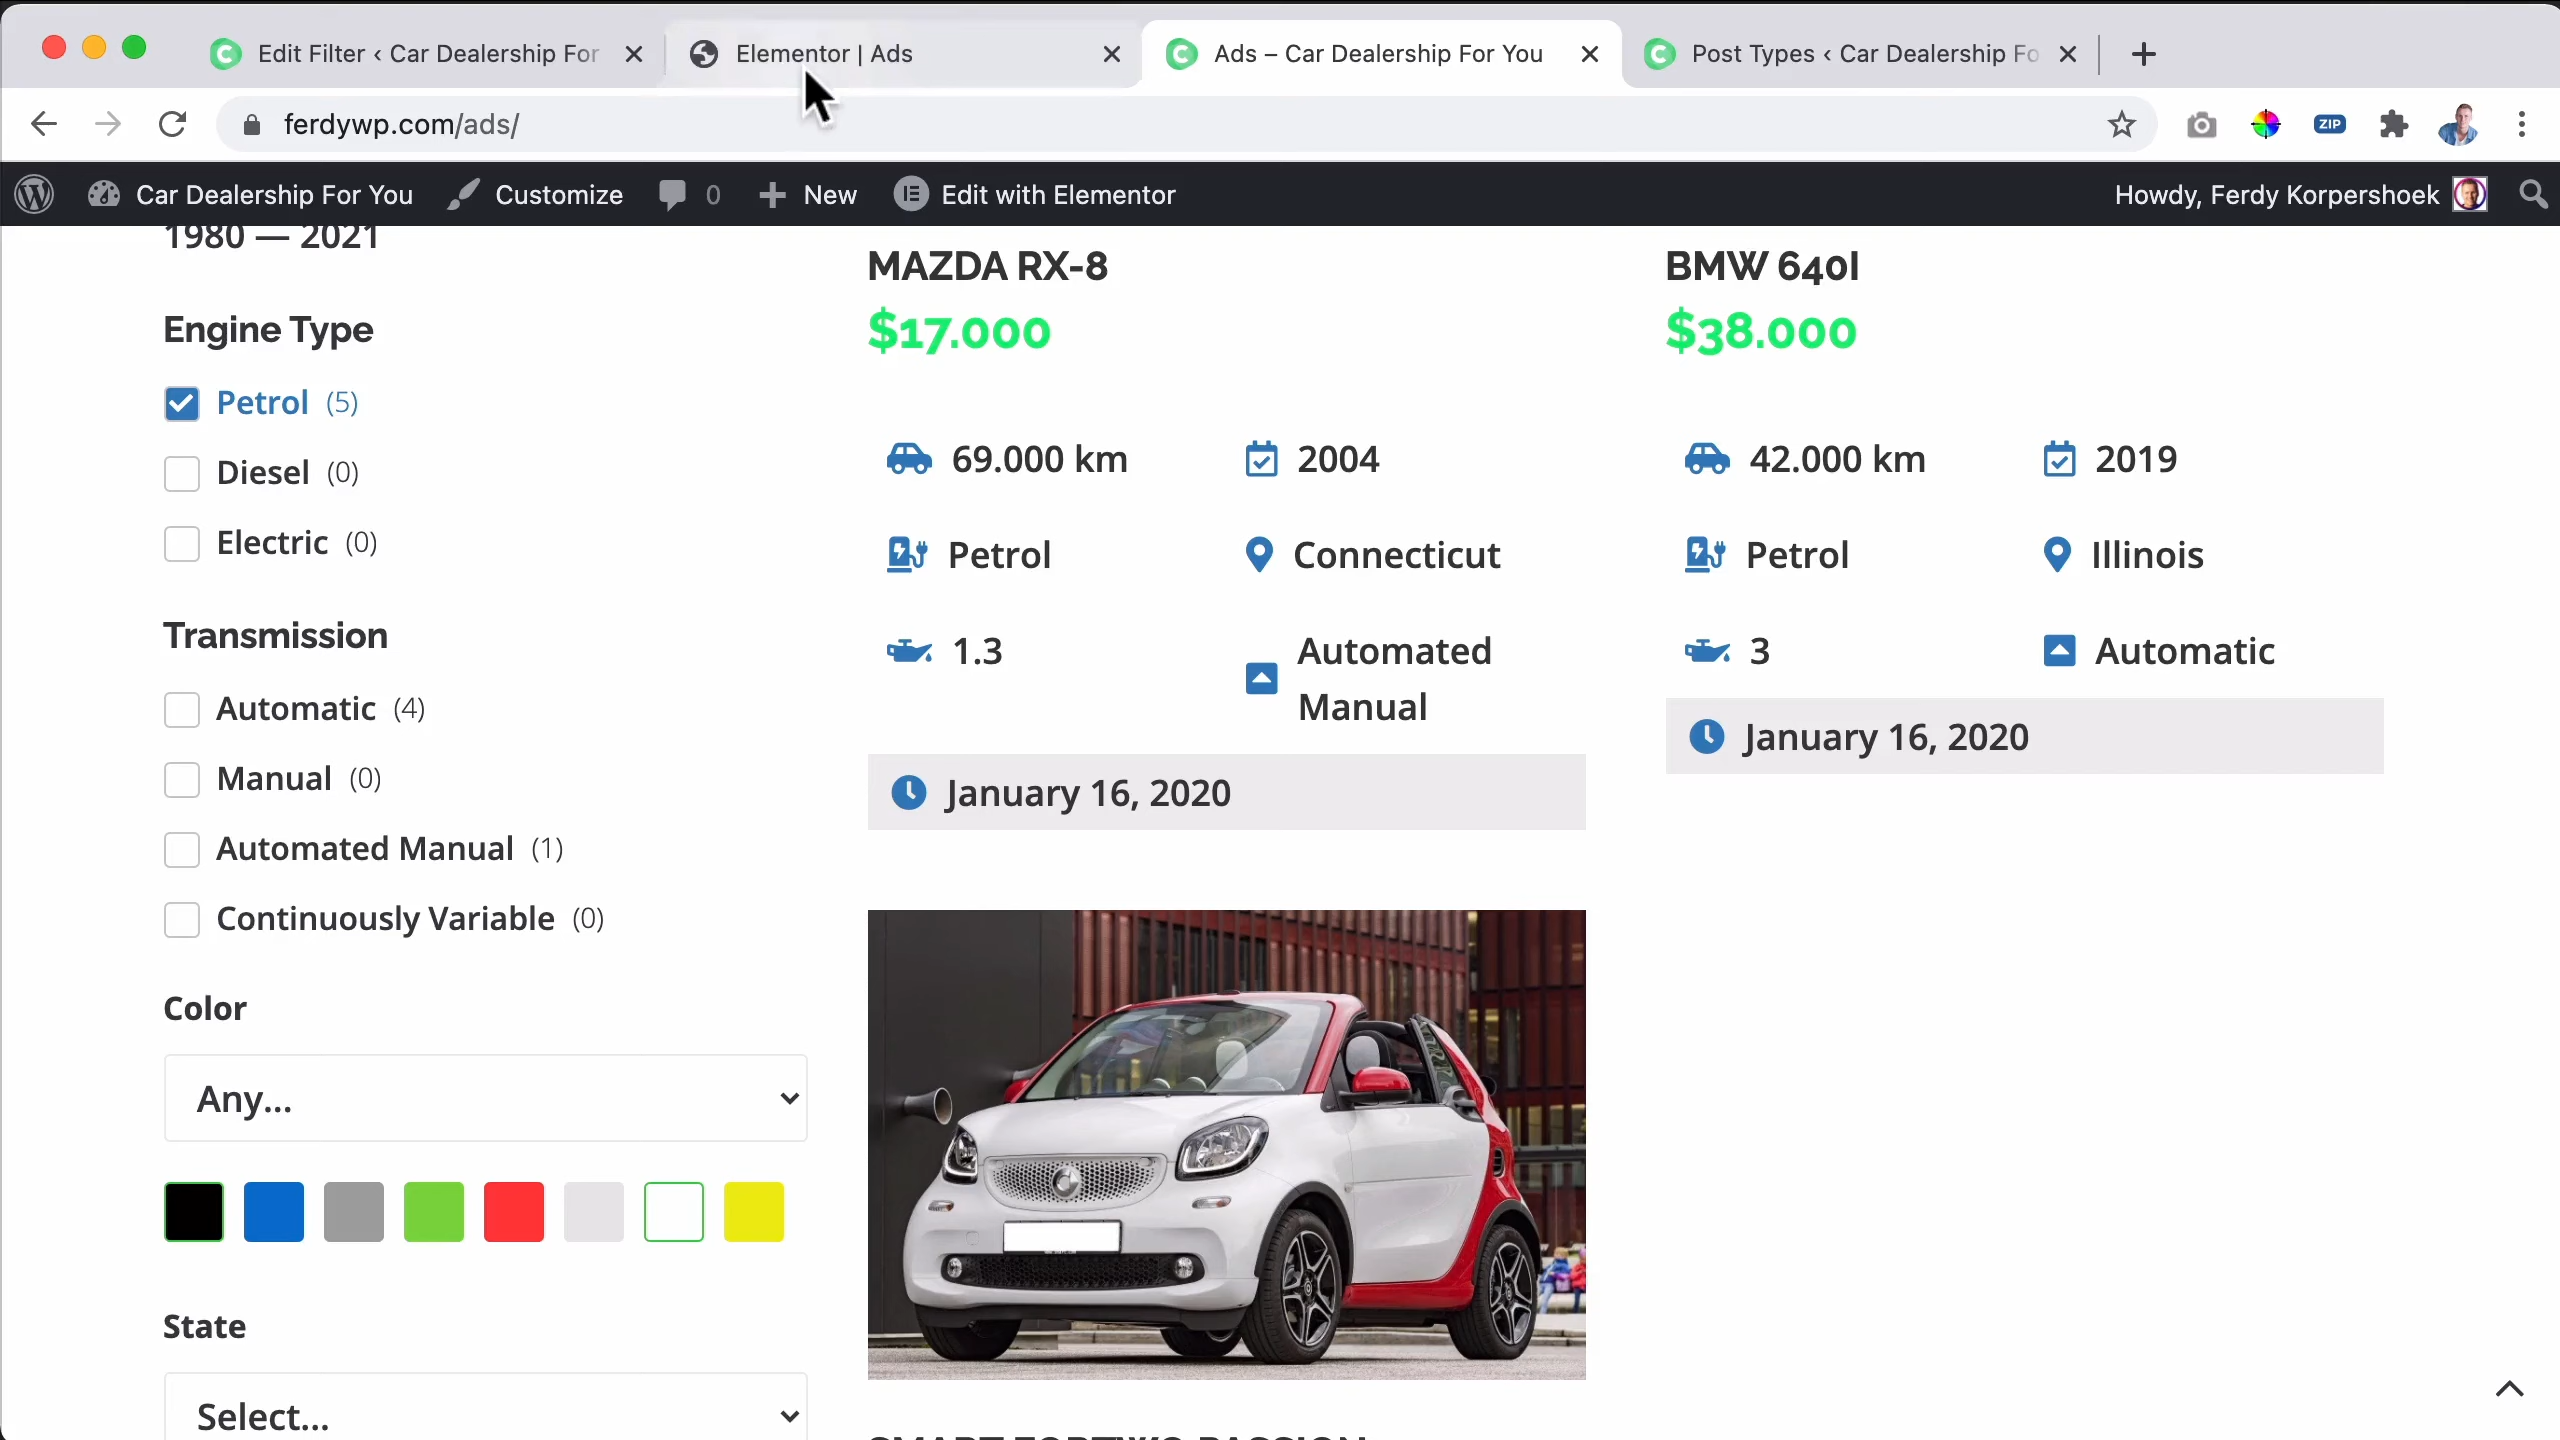 Edit Filter ‹ Car Dealership For
Elementor | Ads
Ads – Car Dealership For You
Post Types ‹ Car Dealership Fo
ferdywp.com/ads/
ZIP
Car Dealership For You
Customize
0
New
Edit with Elementor
Howdy, Ferdy Korpershoek
1980 — 2021
Engine Type
Petrol (5)
Diesel (0)
Electric (0)
Transmission
Automatic (4)
Manual (0)
Automated Manual (1)
Continuously Variable (0)
Color
Any...
State
Select...
MAZDA RX-8
$17.000
69.000 km
2004
Petrol
Connecticut
1.3
Automated
Manual
January 16, 2020
BMW 640I
$38.000
42.000 km
2019
Petrol
Illinois
3
Automatic
January 16, 2020
SMART FORTWO PASSION